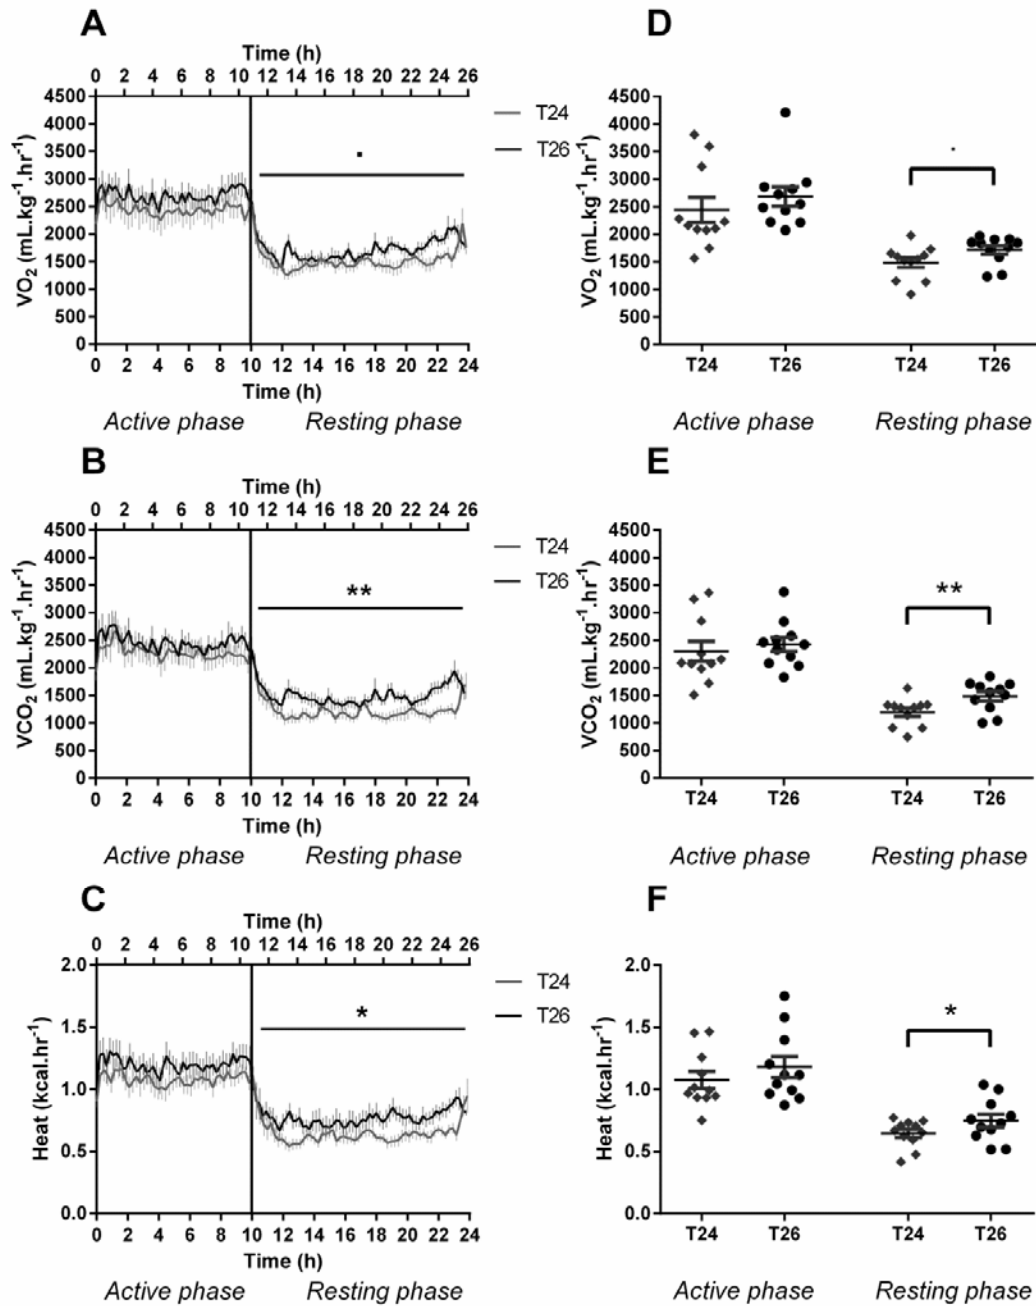 A
Time (h)
0 2 4 6 8 10 12 14 16 18 20 22 24 26
4500
4000
3500
3000
2500
2000
1500
1000
500
0
VO2 (mL.kg-1.hr-1)
T24
T26
.
0 2 4 6 8 10 12 14 16 18 20 22 24
Time (h)
Active phase Resting phase
D
4500
4000
3500
3000
2500
2000
1500
1000
500
0
VO2 (mL.kg-1.hr-1)
.
T24 T26 T24 T26
Active phase Resting phase
B
Time (h)
0 2 4 6 8 10 12 14 16 18 20 22 24 26
4500
4000
3500
3000
2500
2000
1500
1000
500
0
VCO2 (mL.kg-1.hr-1)
T24
T26
**
0 2 4 6 8 10 12 14 16 18 20 22 24
Time (h)
Active phase Resting phase
E
4500
4000
3500
3000
2500
2000
1500
1000
500
0
VCO2 (mL.kg-1.hr-1)
**
T24 T26 T24 T26
Active phase Resting phase
C
Time (h)
0 2 4 6 8 10 12 14 16 18 20 22 24 26
2.0
1.5
1.0
0.5
0.0
Heat (kcal.hr-1)
T24
T26
*
0 2 4 6 8 10 12 14 16 18 20 22 24
Time (h)
Active phase Resting phase
F
2.0
1.5
1.0
0.5
0.0
Heat (kcal.hr-1)
*
T24 T26 T24 T26
Active phase Resting phase